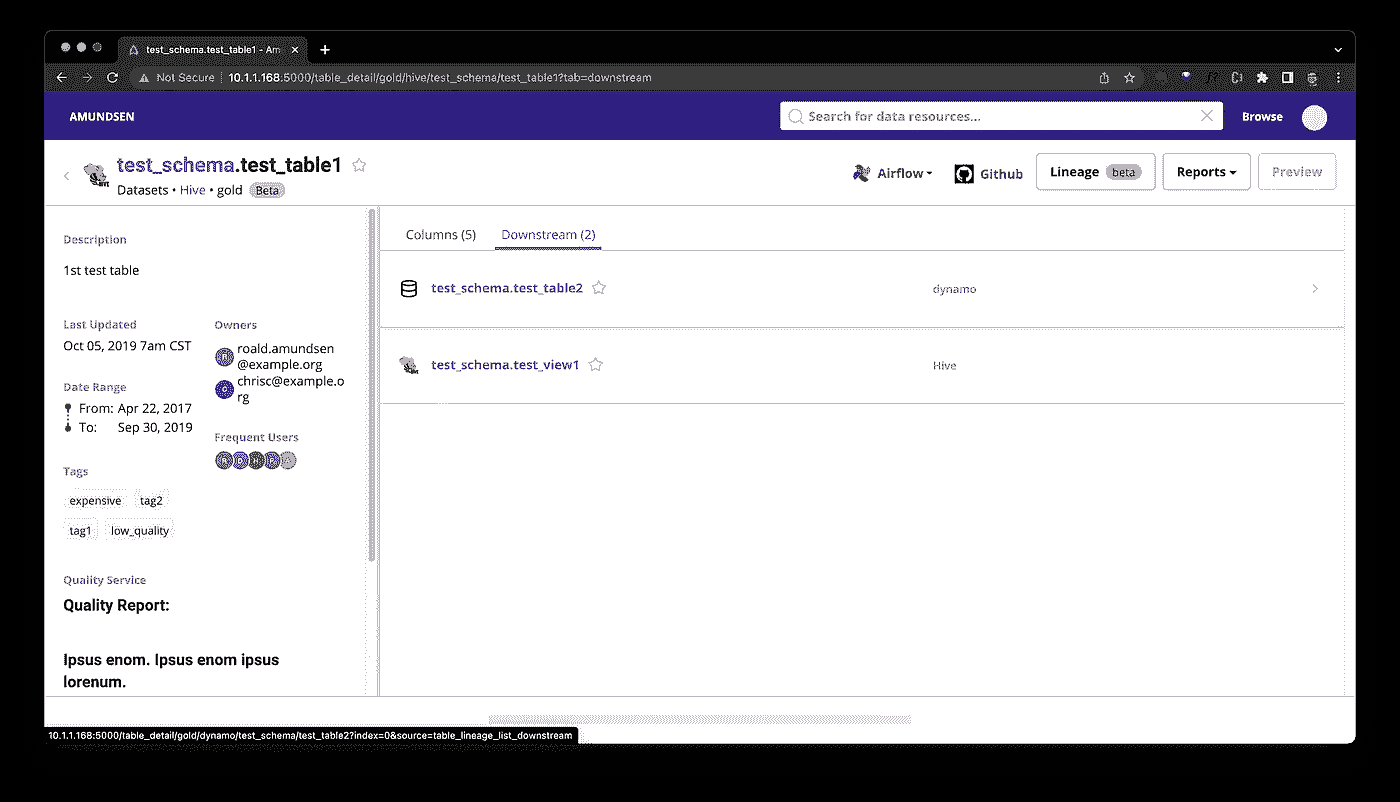 test_schema.test_table1 - Am
Not Secure 10.1.1.168:5000/table_detail/gold/hive/test_schema/test_table1?tab=downstream
AMUNDSEN
Search for data resources...
Browse
test_schema.test_table1
Datasets • Hive • gold Beta
Airflow
Github
Lineage beta
Reports
Preview
Description
1st test table
Last Updated
Oct 05, 2019 7am CST
Date Range
From: Apr 22, 2017
To: Sep 30, 2019
Tags
expensive tag2
tag1 low_quality
Owners
roald.amundsen
@example.org
chrisc@example.o
rg
Frequent Users
Quality Service
Quality Report:
Ipsus enom. Ipsus enom ipsus
lorenum.
Columns (5) Downstream (2)
test_schema.test_table2 dynamo
test_schema.test_view1 Hive
10.1.1.168:5000/table_detail/gold/dynamo/test_schema/test_table2?index=0&source=table_lineage_list_downstream